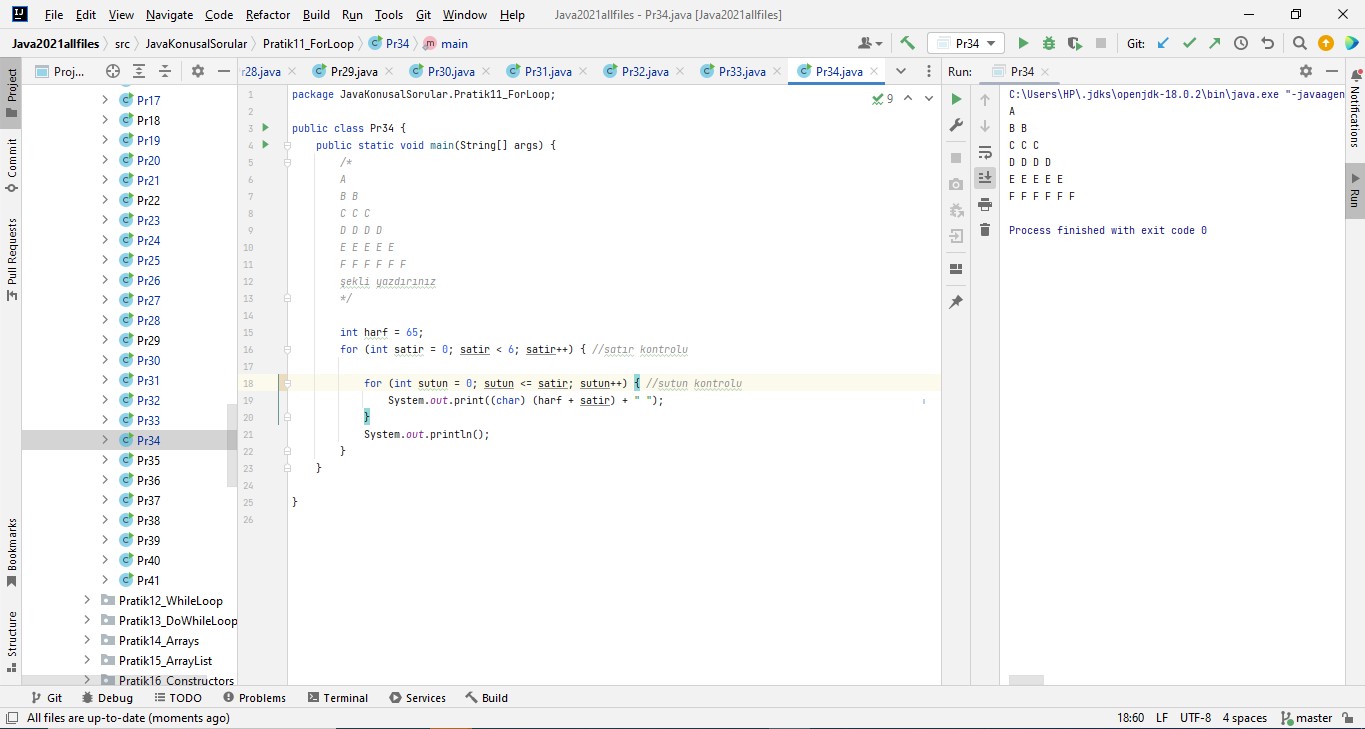 File Edit View Navigate Code Refactor Build Run Tools Git Window Help Java2021allfiles - Pr34.java [Java2021allfiles]
Java2021allfiles src JavaKonusalSorular Pratik11_ForLoop Pr34 main Pr34 Git:
Proj... r28.java Pr29.java Pr30.java Pr31.java Pr32.java Pr33.java Pr34.java Run: Pr34
Project
Commit
Pull Requests
Bookmarks
Structure
Pr17
Pr18
Pr19
Pr20
Pr21
Pr22
Pr23
Pr24
Pr25
Pr26
Pr27
Pr28
Pr29
Pr30
Pr31
Pr32
Pr33
Pr34
Pr35
Pr36
Pr37
Pr38
Pr39
Pr40
Pr41
Pratik12_WhileLoop
Pratik13_DoWhileLoop
Pratik14_Arrays
Pratik15_ArrayList
Pratik16_Constructors
9
1 package JavaKonusalSorular.Pratik11_ForLoop;
2
3 public class Pr34 {
4 public static void main(String[] args) {
5 /*
6 A
7 B B
8 C C C
9 D D D D
10 E E E E E
11 F F F F F F
12 şekli yazdırınız
13 */
14
15 int harf = 65;
16 for (int satir = 0; satir < 6; satir++) { //satır kontrolu
17
18 for (int sutun = 0; sutun <= satir; sutun++) { //sutun kontrolu
19 System.out.print((char) (harf + satir) + " ");
20 }
21 System.out.println();
22 }
23 }
24
25 }
26
C:\Users\HP\.jdks\openjdk-18.0.2\bin\java.exe "-javaagen
A
B B
C C C
D D D D
E E E E E
F F F F F F
Process finished with exit code 0
Notifications
Run
Git Debug TODO Problems Terminal Services Build
All files are up-to-date (moments ago) 18:60 LF UTF-8 4 spaces master